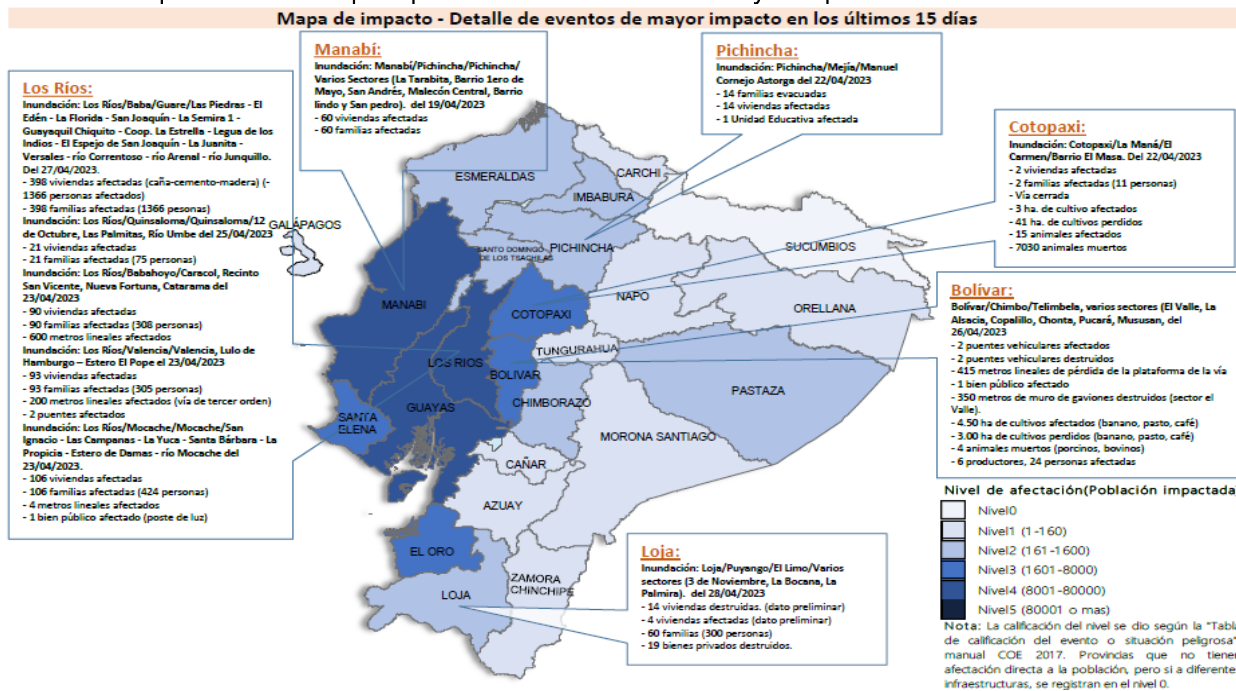 Mapa de impacto - Detalle de eventos de mayor impacto en los últimos 15 días
Los Ríos:
Inundación: Los Ríos/Baba/Guare/Las Piedras - El
Edén - La Florida - San Joaquín - La Semira 1 -
Guayaquil Chiquito - Coop. La Estrella - Legua de los
Indios - El Espejo de San Joaquín - La Juanita -
Versales - río Correntoso - río Arenal - río Junquillo.
Del 27/04/2023.
- 398 viviendas afectadas (caña-cemento-madera) (-
1366 personas afectados)
- 398 familias afectadas (1366 pesonas)
Inundación: Los Ríos/Quinsaloma/Quinsaloma/12
de Octubre, Las Palmitas, Río Umbe del 25/04/2023
- 21 viviendas afectadas
- 21 familias afectadas (75 personas)
Inundación: Los Ríos/Babahoyo/Caracol, Recinto
San Vicente, Nueva Fortuna, Catarama del
23/04/2023
- 90 viviendas afectadas
- 90 familias afectadas (308 personas)
- 600 metros lineales afectados
Inundación: Los Ríos/Valencia/Valencia, Lulo de
Hamburgo – Estero El Pope el 23/04/2023
- 93 viviendas afectadas
- 93 familias afectadas (305 personas)
- 200 metros lineales afectados (vía de tercer orden)
- 2 puentes afectados
Inundación: Los Ríos/Mocache/Mocache/San
Ignacio - Las Campanas - La Yuca - Santa Bárbara - La
Propicia - Estero de Damas - río Mocache del
23/04/2023.
- 106 viviendas afectadas
- 106 familias afectadas (424 personas)
- 4 metros lineales afectados
- 1 bien público afectado (poste de luz)
Manabí:
Inundación: Manabí/Pichincha/Pichincha/
Varios Sectores (La Tarabita, Barrio 1ero de
Mayo, San Andrés, Malecón Central, Barrio
lindo y San pedro). del 19/04/2023
- 60 viviendas afectadas
- 60 familias afectadas
Pichincha:
Inundación: Pichincha/Mejía/Manuel
Cornejo Astorga del 22/04/2023
- 14 familias evacuadas
- 14 viviendas afectadas
- 1 Unidad Educativa afectada
Cotopaxi:
Inundación: Cotopaxi/La Maná/El
Carmen/Barrio El Masa. Del 22/04/2023
- 2 viviendas afectadas
- 2 familias afectadas (11 personas)
- Vía cerrada
- 3 ha. de cultivo afectados
- 41 ha. de cultivos perdidos
- 15 animales afectados
- 7030 animales muertos
Bolívar:
Bolívar/Chimbo/Telimbela, varios sectores (El Valle, La
Alsacia, Copalillo, Chonta, Pucará, Mususan, del
26/04/2023
- 2 puentes vehiculares afectados
- 2 puentes vehiculares destruidos
- 415 metros lineales de pérdida de la plataforma de la vía
- 1 bien público afectado
- 350 metros de muro de gaviones destruidos (sector el
Valle).
- 4.50 ha de cultivos afectados (banano, pasto, café)
- 3.00 ha de cultivos perdidos (banano, pasto, café)
- 4 animales muertos (porcinos, bovinos)
- 6 productores, 24 personas afectadas
Loja:
Inundación: Loja/Puyango/El Limo/Varios
sectores (3 de Noviembre, La Bocana, La
Palmira). del 28/04/2023
- 14 viviendas destruidas. (dato preliminar)
- 4 viviendas afectadas (dato preliminar)
- 60 familias (300 personas)
- 19 bienes privados destruidos.
GALÁPAGOS
ESMERALDAS
CARCHI
IMBABURA
SANTO DOMINGO
DE LOS TSACHILAS
PICHINCHA
SUCUMBIOS
MANABI
COTOPAXI
NAPO
ORELLANA
LOS RIOS
TUNGURAHUA
BOLIVAR
PASTAZA
SANTA
ELENA
GUAYAS
CHIMBORAZO
MORONA SANTIAGO
CAÑAR
AZUAY
EL ORO
LOJA
ZAMORA
CHINCHIPE
Nivel de afectación(Población impactada)
Nivel0
Nivel1 (1-160)
Nivel2 (161-1600)
Nivel3 (1601-8000)
Nivel4 (8001-80000)
Nivel5 (80001 o mas)
Nota: La calificación del nivel se dio según la "Tabla
de calificación del evento o situación peligrosa"
manual COE 2017. Provincias que no tienen
afectación directa a la población, pero si a diferente
infraestructuras, se registran en el nivel 0.